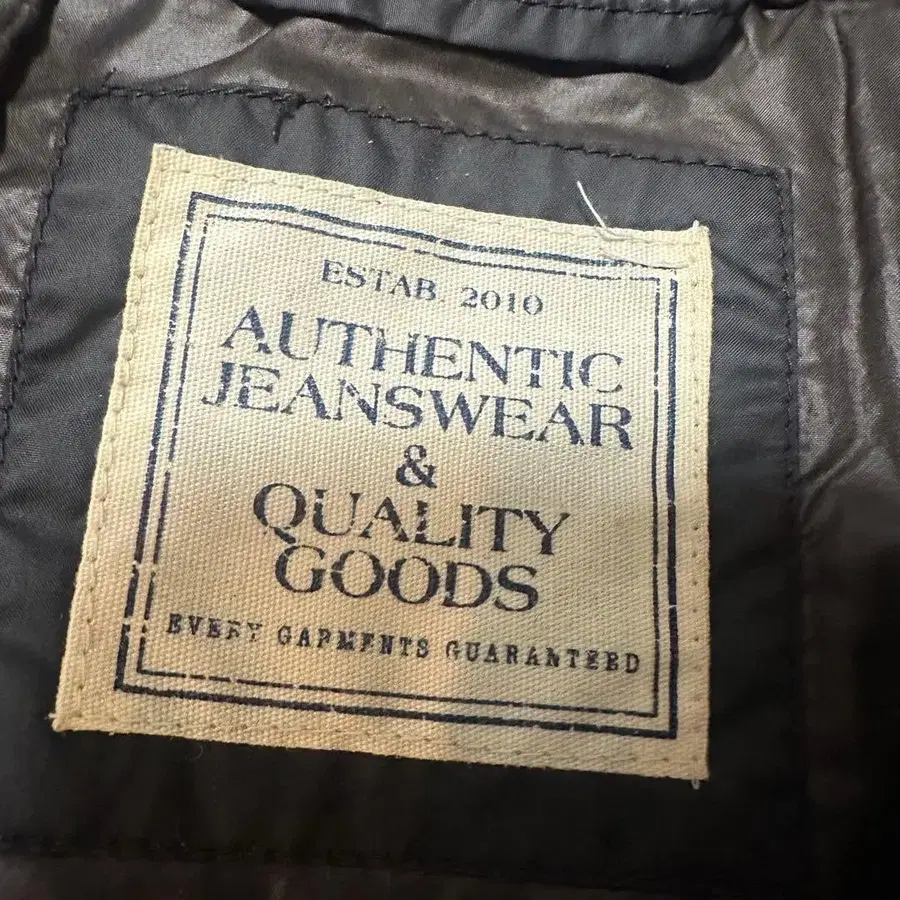 ESTAB. 2010
AUTHENTIC
JEANSWEAR
&
QUALITY
GOODS
EVERY GARMENTS GUARANTEED